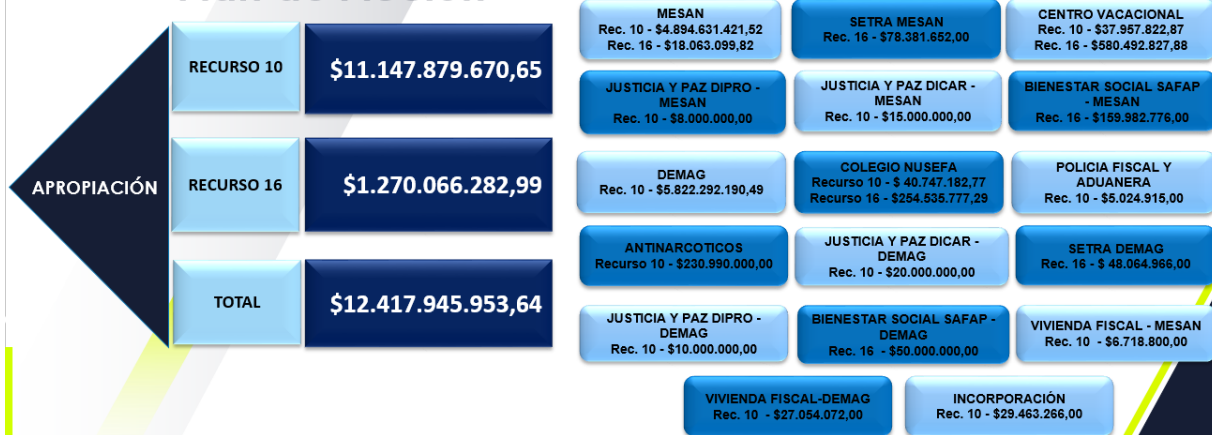 APROPIACIÓN
RECURSO 10
$11.147.879.670,65
RECURSO 16
$1.270.066.282,99
TOTAL
$12.417.945.953,64
MESAN
Rec. 10 - $4.894.631.421,52
Rec. 16 - $18.063.099,82
SETRA MESAN
Rec. 16 - $78.381.652,00
CENTRO VACACIONAL
Rec. 10 - $37.957.822,87
Rec. 16 - $580.492.827,88
JUSTICIA Y PAZ DIPRO -
MESAN
Rec. 10 - $8.000.000,00
JUSTICIA Y PAZ DICAR -
MESAN
Rec. 10 - $15.000.000,00
BIENESTAR SOCIAL SAFAP
- MESAN
Rec. 16 - $159.982.776,00
DEMAG
Rec. 10 - $5.822.292.190,49
COLEGIO NUSEFA
Recurso 10 - $ 40.747.182,77
Recurso 16 - $254.535.777,29
POLICIA FISCAL Y
ADUANERA
Rec. 10 - $5.024.915,00
ANTINARCOTICOS
Recurso 10 - $230.990.000,00
JUSTICIA Y PAZ DICAR -
DEMAG
Rec. 10 - $20.000.000,00
SETRA DEMAG
Rec. 16 - $ 48.064.966,00
JUSTICIA Y PAZ DIPRO -
DEMAG
Rec. 10 - $10.000.000,00
BIENESTAR SOCIAL SAFAP -
DEMAG
Rec. 16 - $50.000.000,00
VIVIENDA FISCAL - MESAN
Rec. 10 - $6.718.800,00
VIVIENDA FISCAL-DEMAG
Rec. 10 - $27.054.072,00
INCORPORACIÓN
Rec. 10 - $29.463.266,00